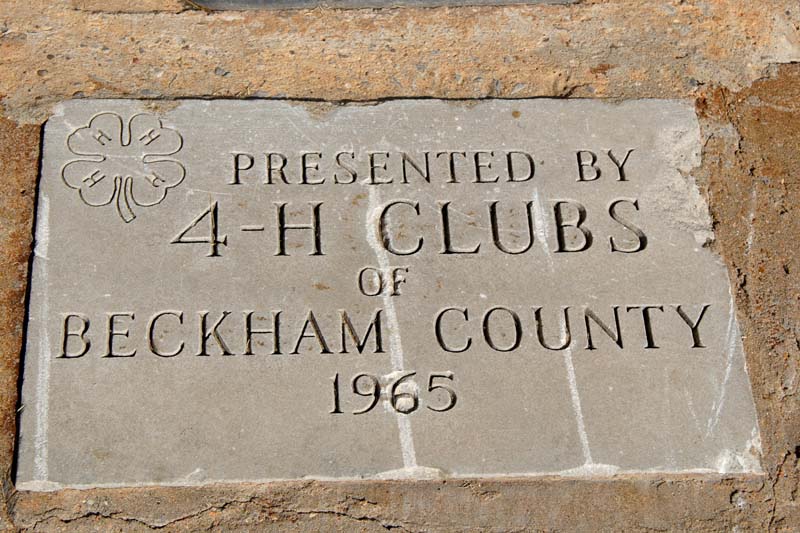 H H
H H
PRESENTED BY
4-H CLUBS
OF
BECKHAM COUNTY
1965